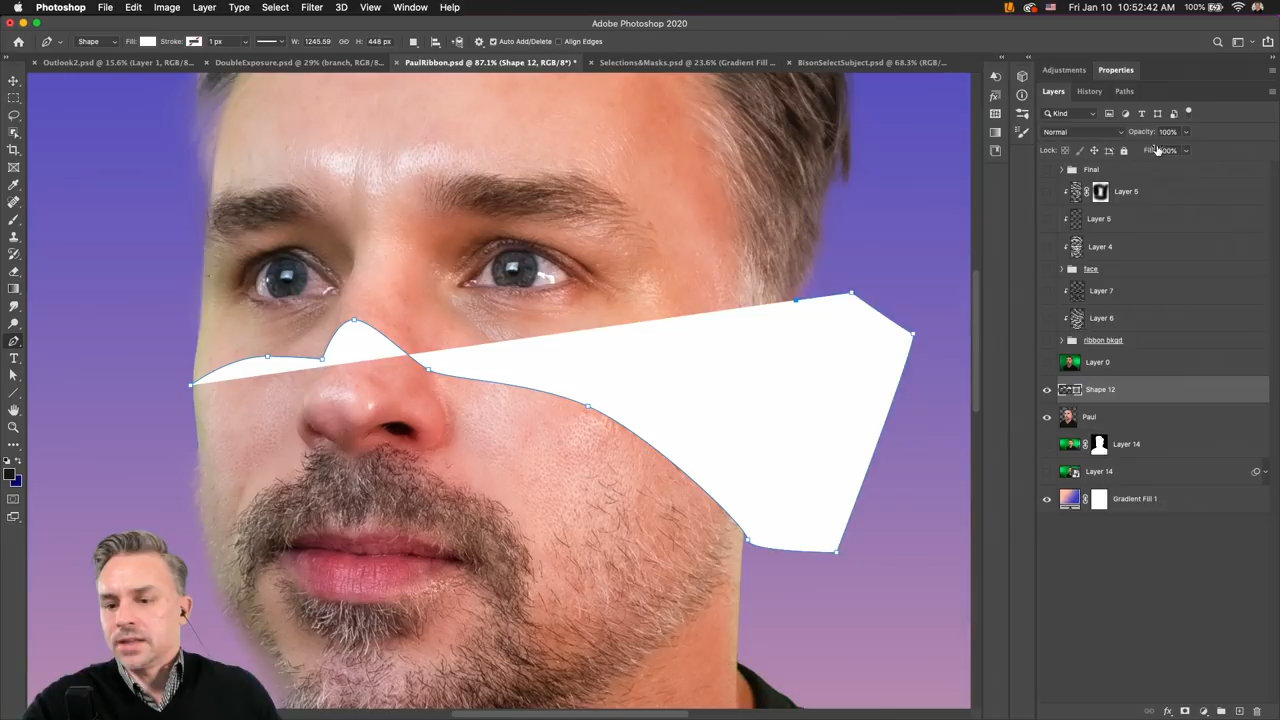 Photoshop File Edit Image Layer Type Select Filter 3D View Window Help 100% Fri Jan 10 10:52:42 AM
Adobe Photoshop 2020
Shape Fill: Stroke: 1 px W: 1245.59 H: 448 px Auto Add/Delete Align Edges
× Outlook2.psd @ 15.6% (Layer 1, RGB/8... × DoubleExposure.psd @ 29% (branch, RGB/8... × PaulRibbon.psd @ 87.1% (Shape 12, RGB/8*) * × Selections&Masks.psd @ 23.6% (Gradient Fill ... × BisonSelectSubject.psd @ 68.3% (RGB/...
Adjustments Properties
Layers History Paths
Kind
Normal Opacity: 100%
Lock:
Final
Layer 5
Layer 5
Layer 4
face
Layer 7
Layer 6
ribbon bkgd
Layer 0
Shape 12
Paul
Layer 14
Layer 14
Gradient Fill 1